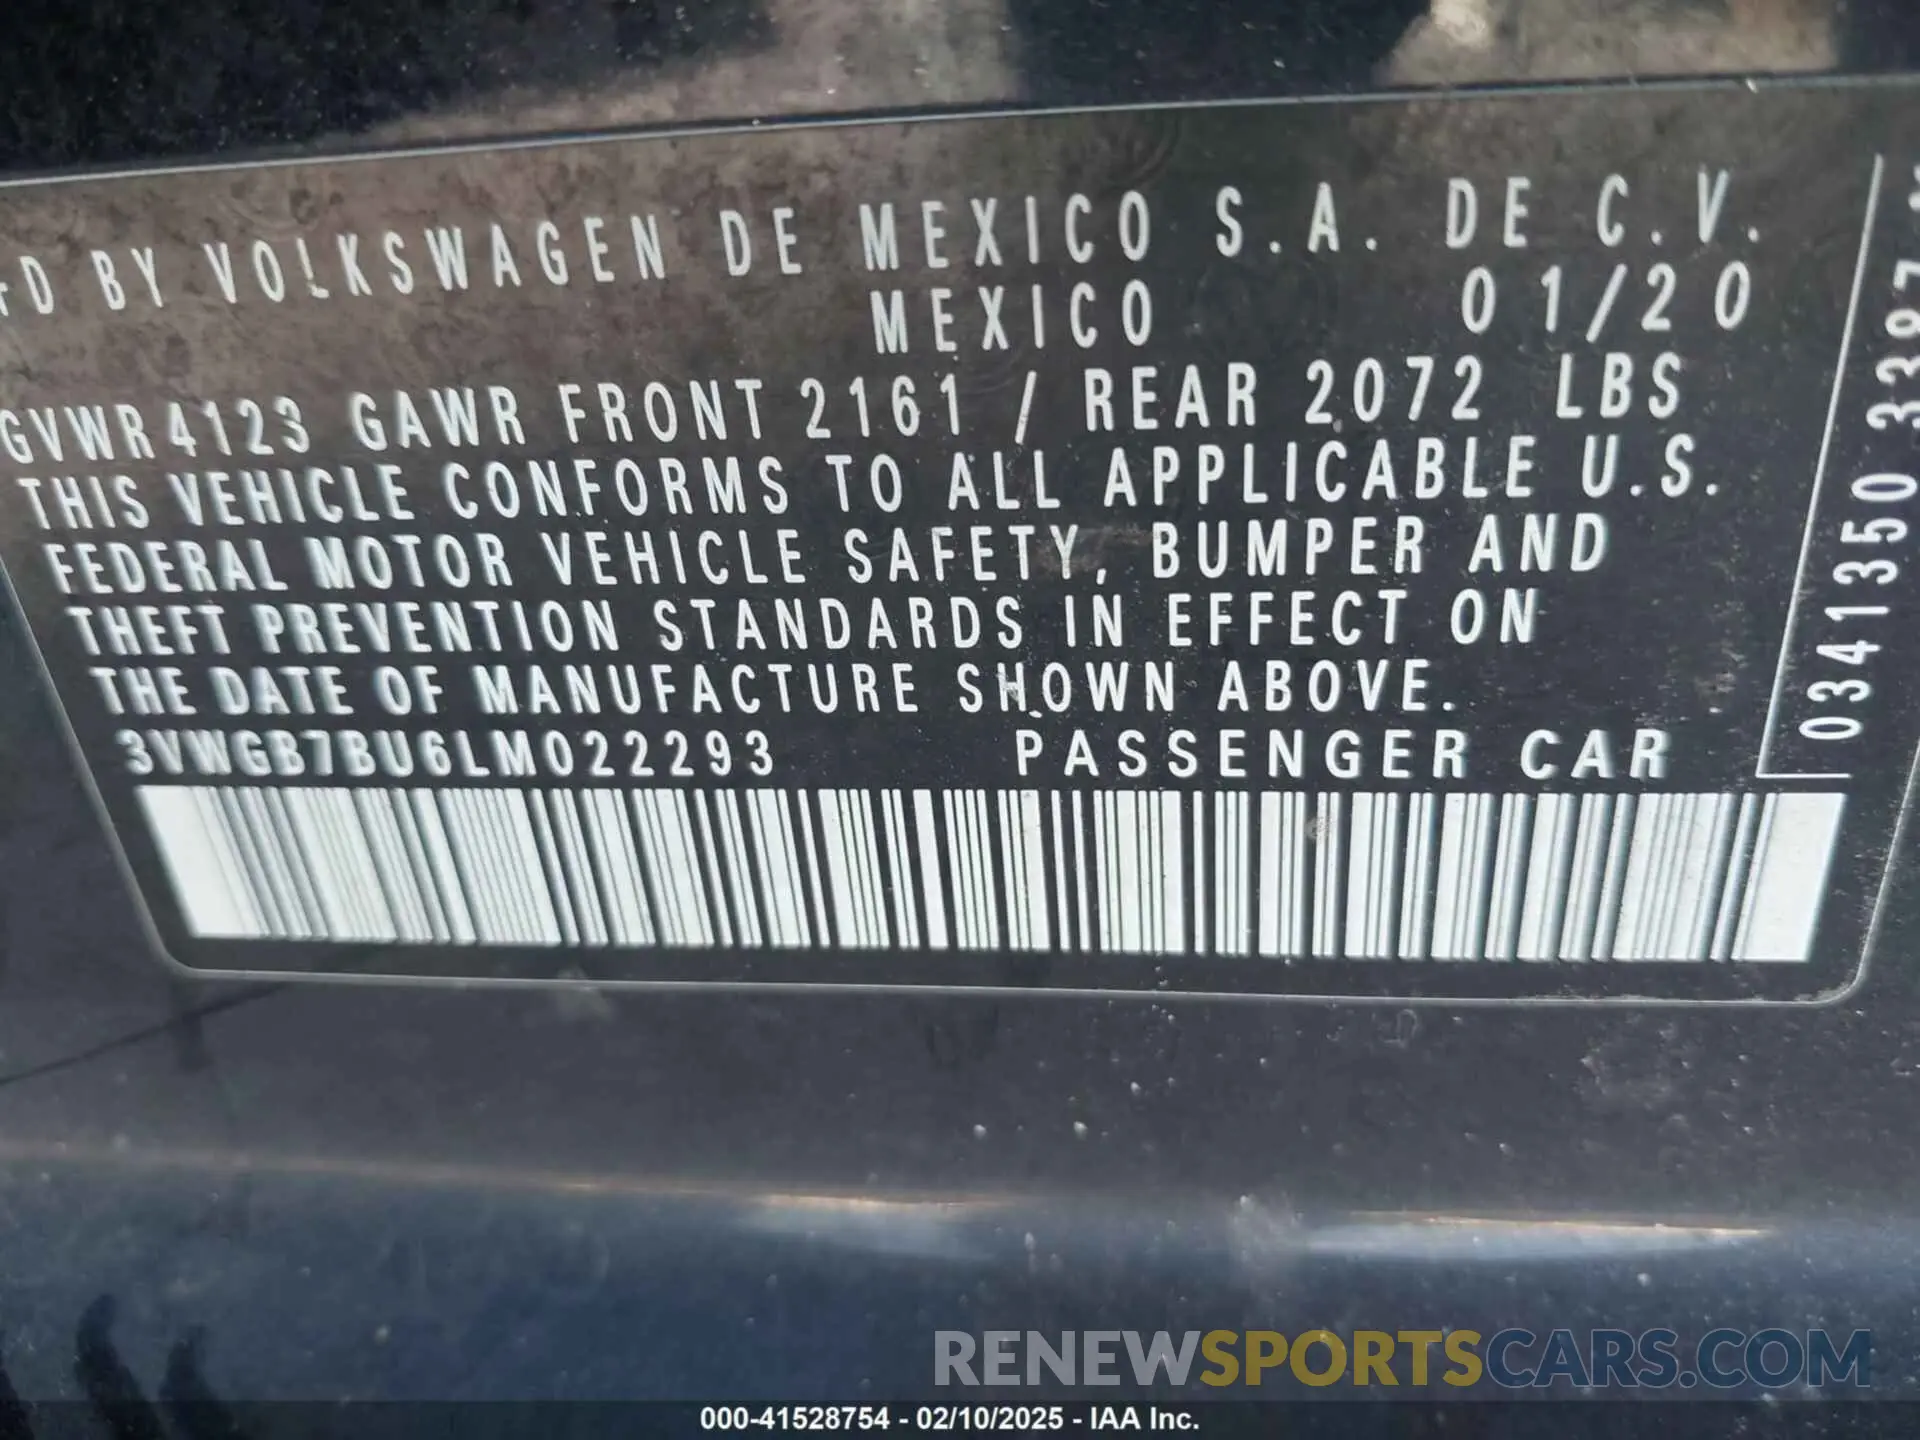 BY VOLKSWAGEN DE MEXICO S.A. DE C.V.
MEXICO 01/20
GVWR 4123 GAWR FRONT 2161 / REAR 2072 LBS
THIS VEHICLE CONFORMS TO ALL APPLICABLE U.S.
FEDERAL MOTOR VEHICLE SAFETY, BUMPER AND
THEFT PREVENTION STANDARDS IN EFFECT ON
THE DATE OF MANUFACTURE SHOWN ABOVE.
3VWGB7BU6LM022293 PASSENGER CAR
0341350
RENEWSPORTSCARS.COM
000-41528754 - 02/10/2025 - IAA Inc.